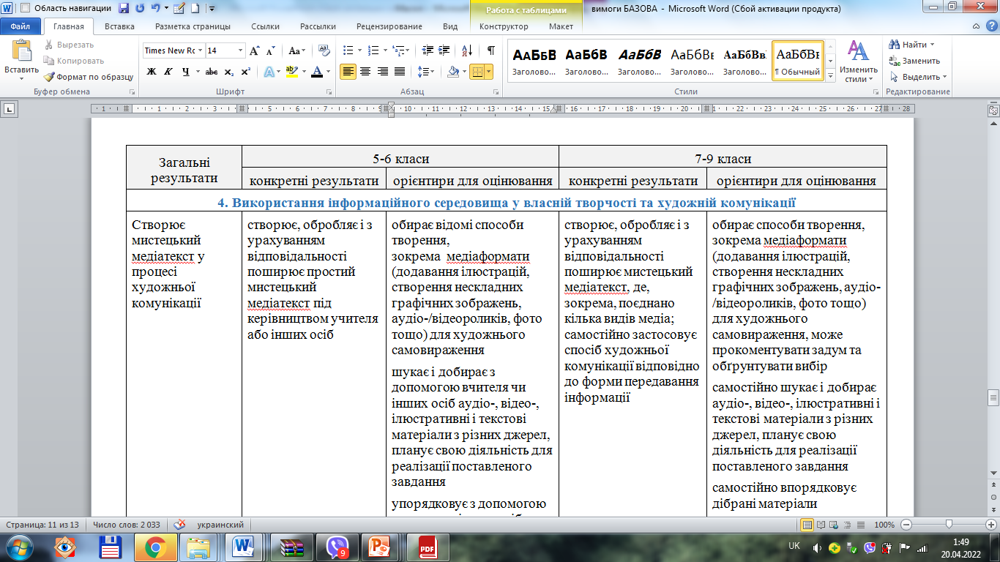 вимоги БАЗОВА - Microsoft Word (Сбой активации продукта)
Область навигации
Работа с таблицами
Файл Главная Вставка Разметка страницы Ссылки Рассылки Рецензирование Вид Конструктор Макет
Вставить
Вырезать
Копировать
Формат по образцу
Буфер обмена
Times New Ro 14
Шрифт
Абзац
АаБбВ АаБбВ АаБбВ АаБбВв АаБбВв АаБбВв
Заголово... Заголово... Заголово... Заголово... Заголово... ¶ Обычный
Стили
Изменить
стили
Найти
Заменить
Выделить
Редактирование
Загальні
результати
5-6 класи
7-9 класи
конкретні результати
орієнтири для оцінювання
конкретні результати
орієнтири для оцінювання
4. Використання інформаційного середовища у власній творчості та художній комунікації
Створює
мистецький
медіатекст у
процесі
художньої
комунікації
створює, обробляє і з
урахуванням
відповідальності
поширює простий
мистецький
медіатекст під
керівництвом учителя
або інших осіб
обирає відомі способи
творення,
зокрема медіаформати
(додавання ілюстрацій,
створення нескладних
графічних зображень,
аудіо-/відеороликів, фото
тощо) для художнього
самовираження
шукає і добирає з
допомогою вчителя чи
інших осіб аудіо-, відео-,
ілюстративні і текстові
матеріали з різних джерел,
планує свою діяльність для
реалізації поставленого
завдання
упорядковує з допомогою
створює, обробляє і з
урахуванням
відповідальності
поширює мистецький
медіатекст, де,
зокрема, поєднано
кілька видів медіа;
самостійно застосовує
спосіб художньої
комунікації відповідно
до форми передавання
інформації
обирає способи творення,
зокрема медіаформати
(додавання ілюстрацій,
створення нескладних
графічних зображень, аудіо-
/відеороликів, фото тощо)
для художнього
самовираження, може
прокоментувати задум та
обґрунтувати вибір
самостійно шукає і добирає
аудіо-, відео-, ілюстративні і
текстові матеріали з різних
джерел, планує свою
діяльність для реалізації
поставленого завдання
самостійно впорядковує
дібрані матеріали
Страница: 11 из 13 Число слов: 2 033 украинский 100%
UK
1:49
20.04.2022